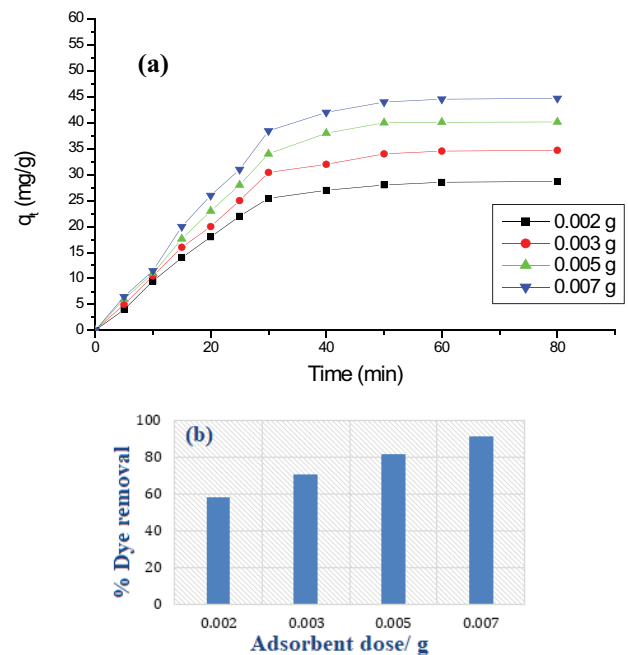 60
55
50
45
40
35
30
25
20
15
10
5
0
qt (mg/g)
(a)
0.002 g
0.003 g
0.005 g
0.007 g
0 20 40 60 80
Time (min)
100
80
60
40
20
0
% Dye removal
(b)
0.002 0.003 0.005 0.007
Adsorbent dose/ g